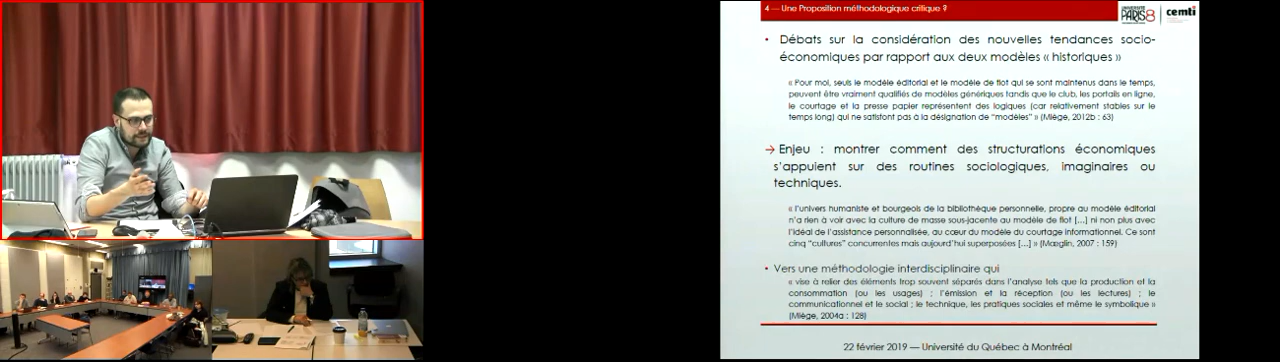 4 — Une Proposition méthodologique critique ?
UNIVERSITÉ
PARIS8
cemti
• Débats sur la considération des nouvelles tendances socio-
économiques par rapport aux deux modèles « historiques »
« Pour moi, seuls le modèle éditorial et le modèle de flot qui se sont maintenus dans le temps,
peuvent être vraiment qualifiés de modèles génériques tandis que le club, les portails en ligne,
le courtage et la presse papier représentent des logiques (car relativement stables sur le
temps long) qui ne satisfont pas à la désignation de "modèles" » (Miège, 2012b : 63)
→ Enjeu : montrer comment des structurations économiques
s'appuient sur des routines sociologiques, imaginaires ou
techniques.
« l'univers humaniste et bourgeois de la bibliothèque personnelle, propre au modèle éditorial
n'a rien à voir avec la culture de masse sous-jacente au modèle de flot [...] ni non plus avec
l'idéal de l'assistance personnalisée, au cœur du modèle du courtage informationnel. Ce sont
cinq "cultures" concurrentes mais aujourd'hui superposées [...] » (Mœglin, 2007 : 159)
• Vers une méthodologie interdisciplinaire qui
« vise à relier des éléments trop souvent séparés dans l'analyse tels que la production et la
consommation (ou les usages) ; l'émission et la réception (ou les lectures) ; le
communicationnel et le social ; le technique, les pratiques sociales et même le symbolique »
(Miège, 2004a : 128)
22 février 2019 — Université du Québec à Montréal